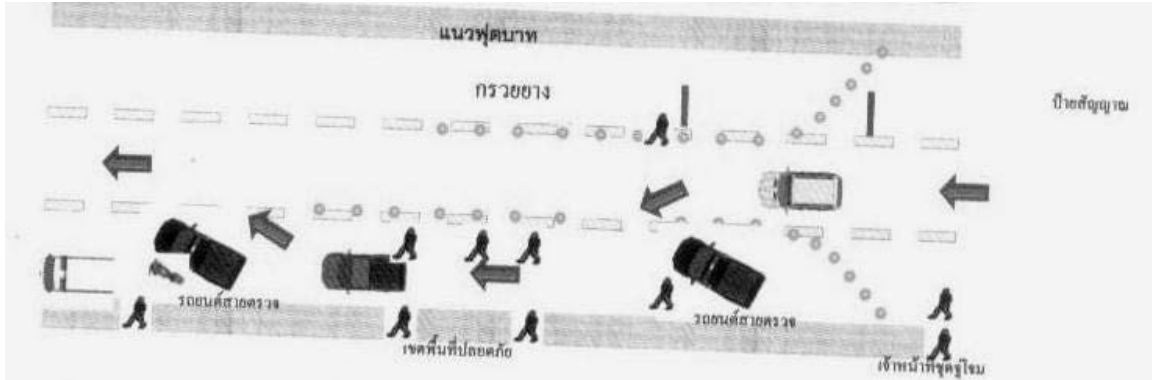 แนวฟุตบาท
กรวยยาง
ป้ายสัญญาณ
รถยนต์สายตรวจ
รถยนต์สายตรวจ
เขตพื้นที่ปลอดภัย
เจ้าหน้าที่ชุดจู่โจม